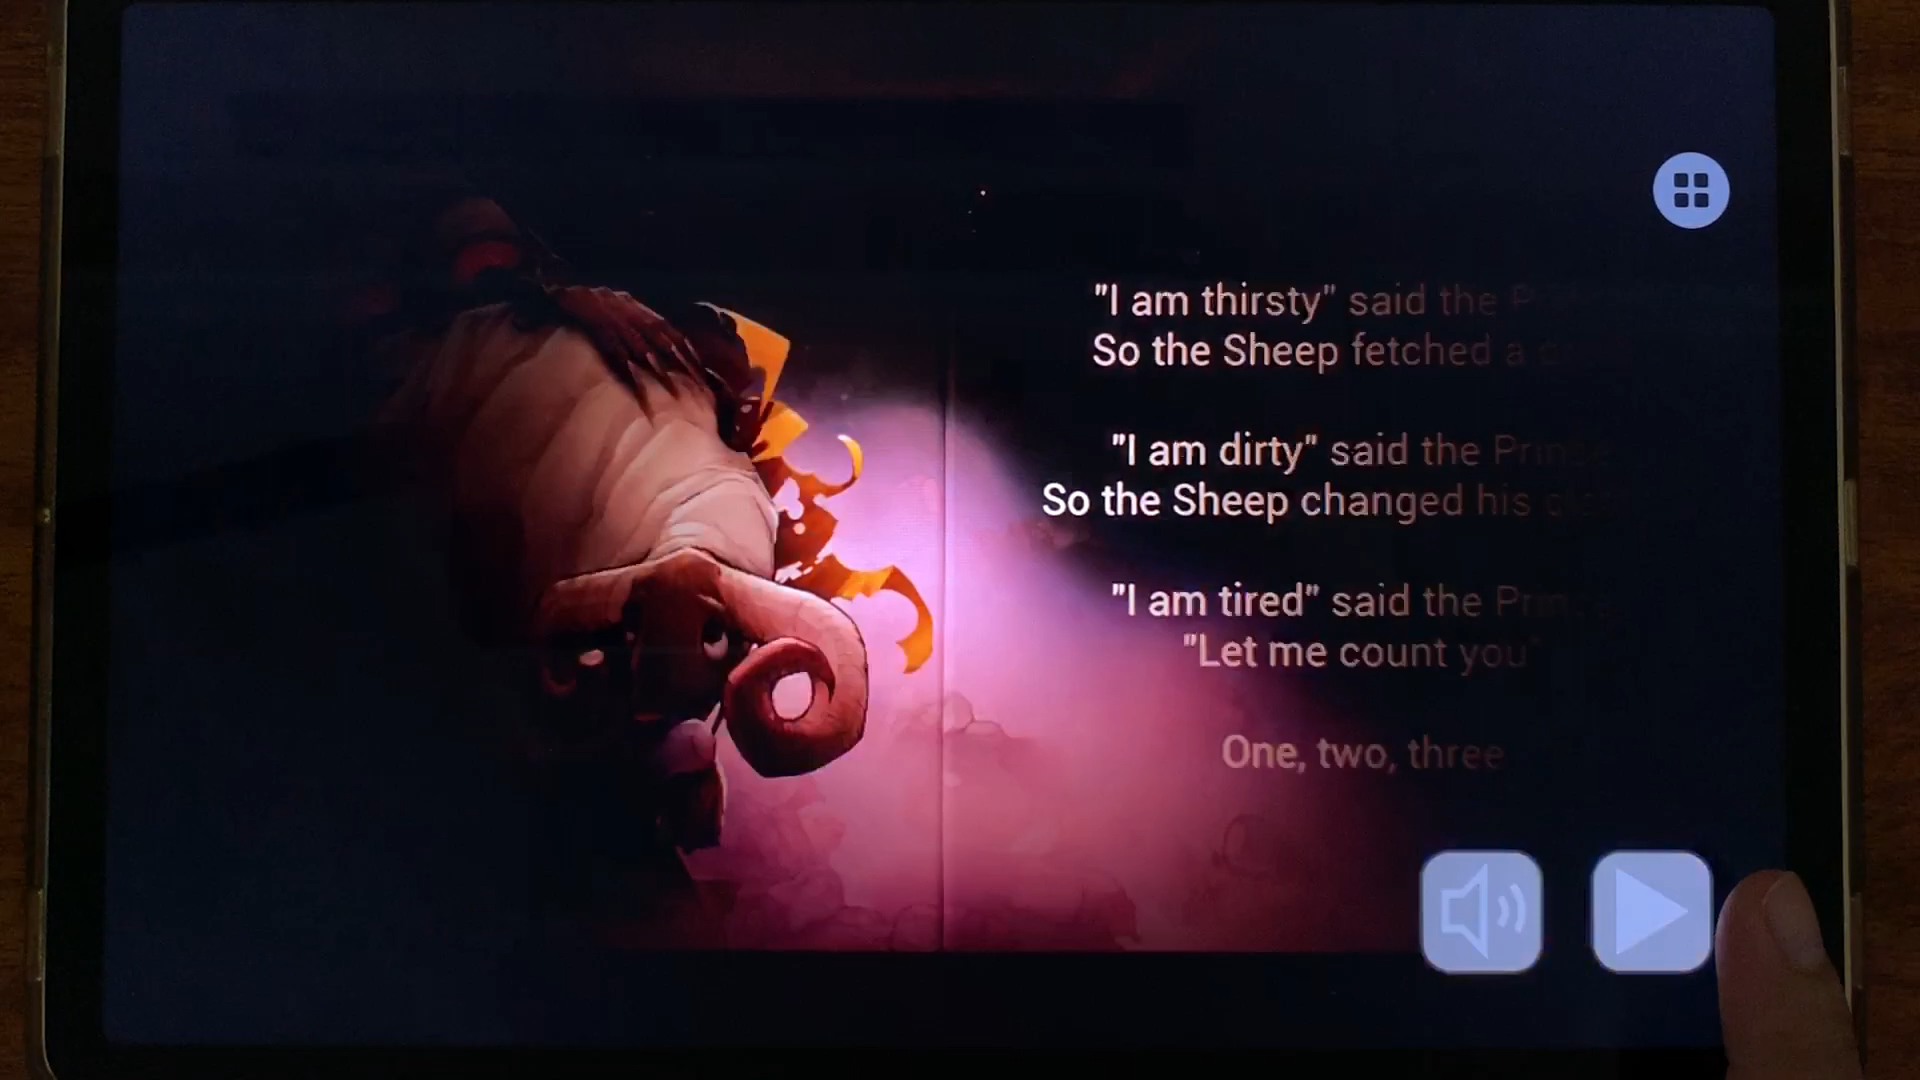 "I am thirsty" said the
So the Sheep fetched a
"I am dirty" said the
So the Sheep changed his
"I am tired" said the
"Let me count you"
One, two, three